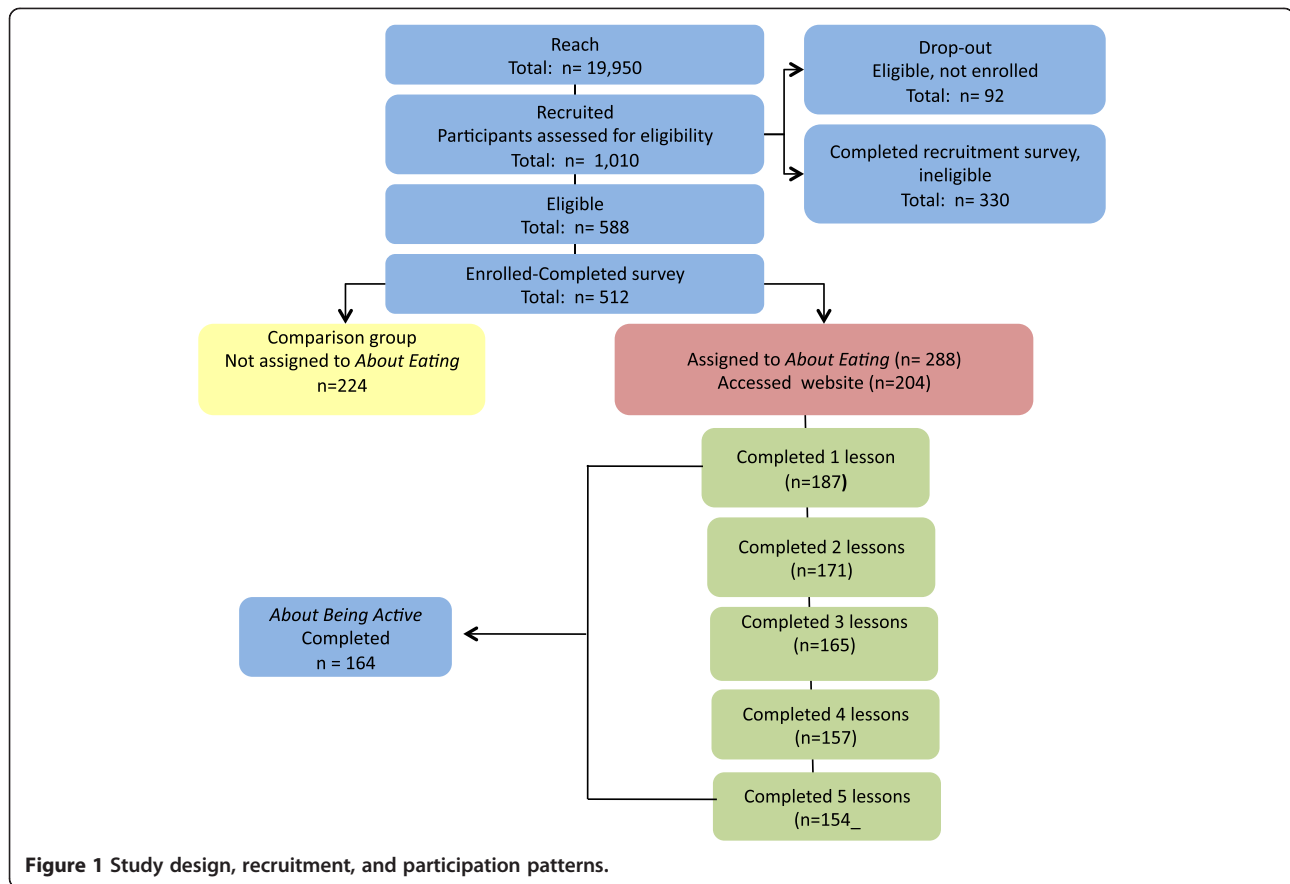 Reach
Total: n= 19,950
Drop-out
Eligible, not enrolled
Total: n= 92
Recruited
Participants assessed for eligibility
Total: n= 1,010
Completed recruitment survey,
ineligible
Total: n= 330
Eligible
Total: n= 588
Enrolled-Completed survey
Total: n= 512
Comparison group
Not assigned to About Eating
n=224
Assigned to About Eating (n= 288)
Accessed website (n=204)
Completed 1 lesson
(n=187)
Completed 2 lessons
(n=171)
About Being Active
Completed
n = 164
Completed 3 lessons
(n=165)
Completed 4 lessons
(n=157)
Completed 5 lessons
(n=154_
Figure 1 Study design, recruitment, and participation patterns.